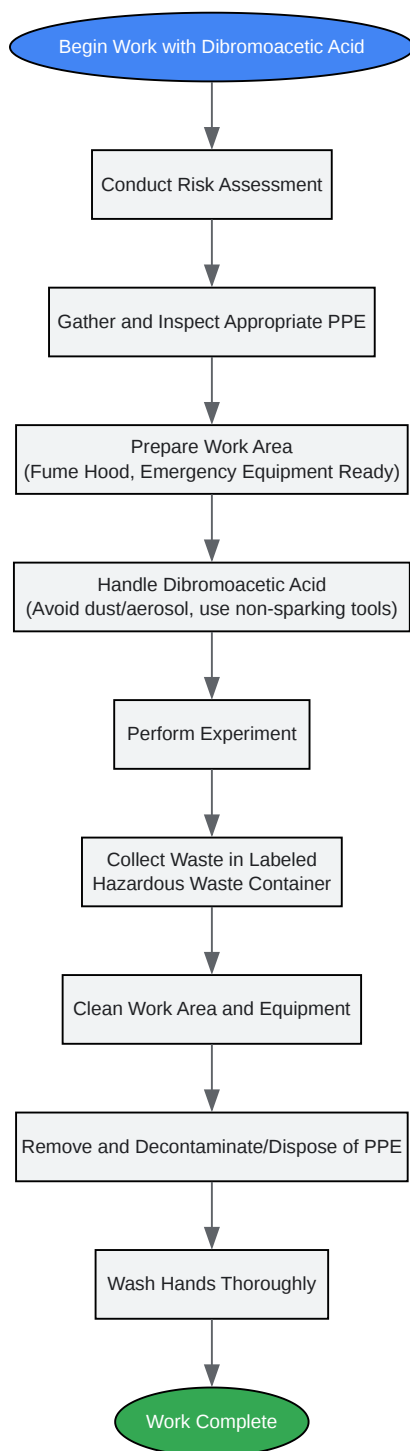 Begin Work with Dibromoacetic Acid
Conduct Risk Assessment
Gather and Inspect Appropriate PPE
Prepare Work Area
(Fume Hood, Emergency Equipment Ready)
Handle Dibromoacetic Acid
(Avoid dust/aerosol, use non-sparking tools)
Perform Experiment
Collect Waste in Labeled
Hazardous Waste Container
Clean Work Area and Equipment
Remove and Decontaminate/Dispose of PPE
Wash Hands Thoroughly
Work Complete